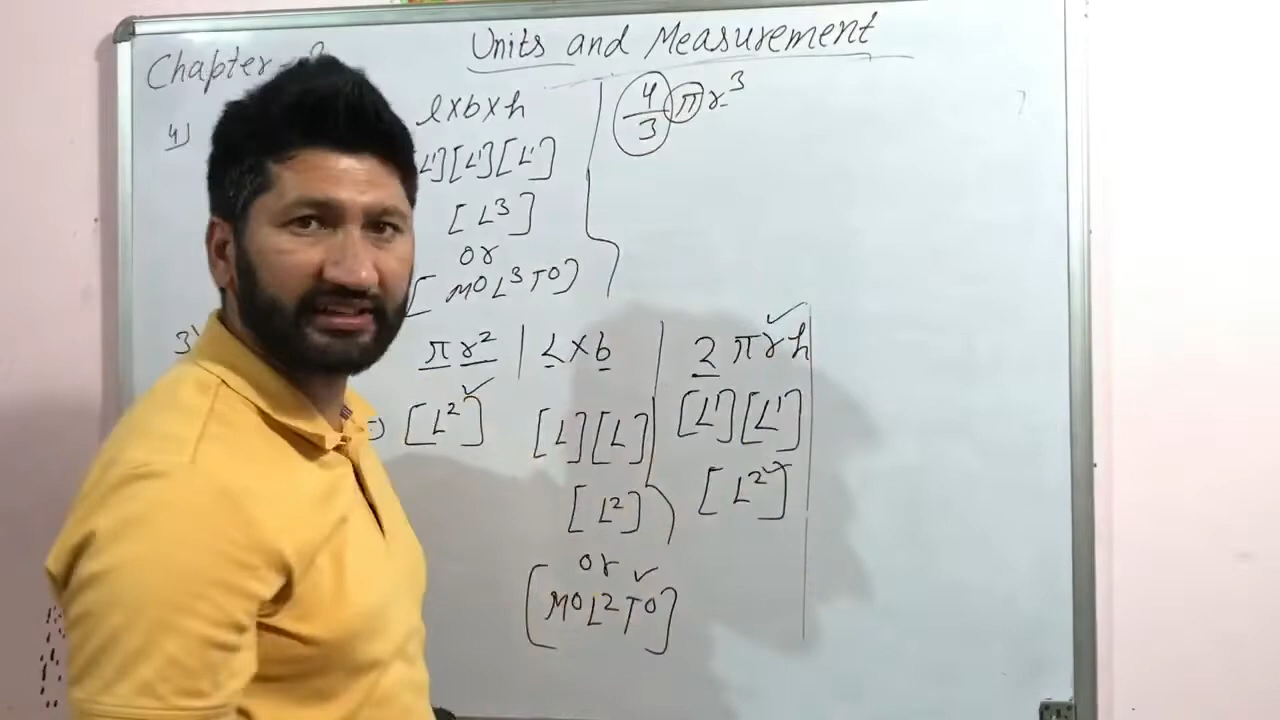 Units and Measurement
Chapter -
4)
l×b×h
[L¹][L¹][L¹]
[L³]
or
[M0L³T0]
4/3 πr³
3)
πr² | L×b
[L²]
[L][L]
[L²]
or
[M0L²T0]
2πrh
[L¹][L¹]
[L²]